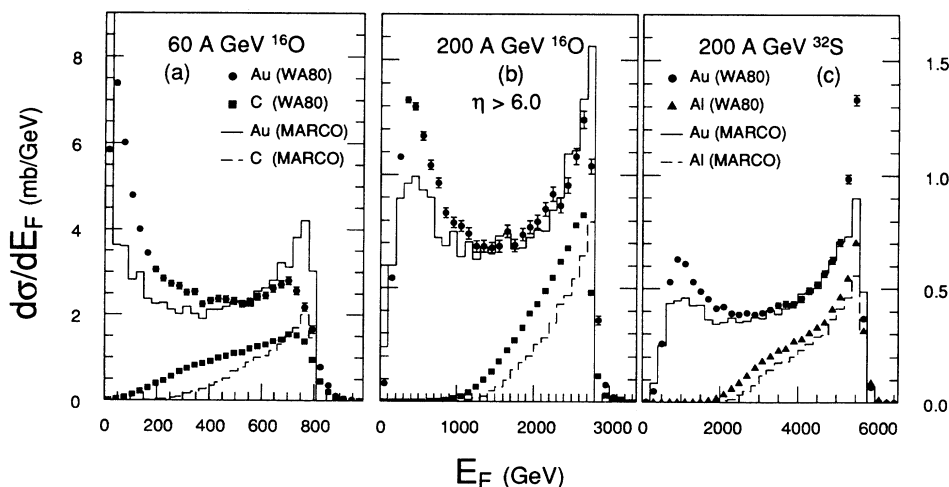 8
6
4
2
0
dσ/dE_F (mb/GeV)
60 A GeV ¹⁶O
(a)
Au (WA80)
C (WA80)
Au (MARCO)
C (MARCO)
200 A GeV ¹⁶O
(b)
η > 6.0
200 A GeV ³²S
(c)
Au (WA80)
Al (WA80)
Au (MARCO)
Al (MARCO)
1.5
1.0
0.5
0.0
0 200 400 600 800
0 1000 2000 3000
2000 4000 6000
E_F (GeV)